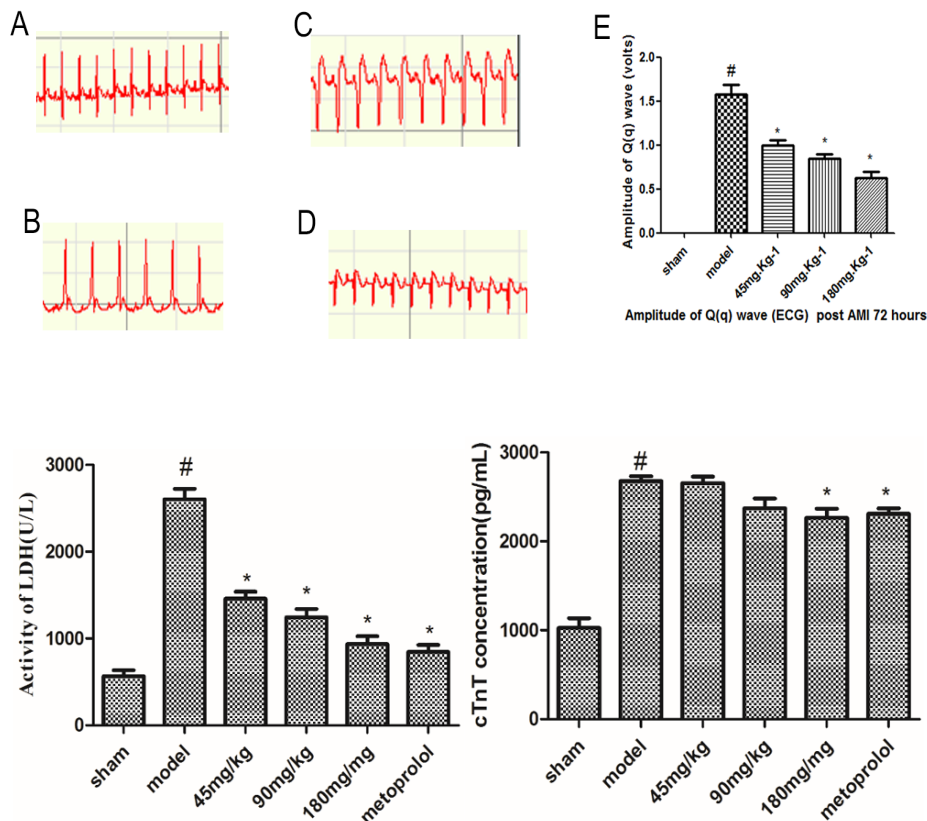 A
B
C
D
E
Amplitude of Q(q) wave (volts)
2.0
1.5
1.0
0.5
0.0
#
*
*
*
sham
model
45mg.Kg-1
90mg.Kg-1
180mg.Kg-1
Amplitude of Q(q) wave (ECG) post AMI 72 hours
Activity of LDH(U/L)
3000
2000
1000
0
#
*
*
*
*
sham
model
45mg/kg
90mg/kg
180mg/mg
metoprolol
cTnT concentration(pg/mL)
3000
2000
1000
0
#
*
*
sham
model
45mg/kg
90mg/kg
180mg/mg
metoprolol